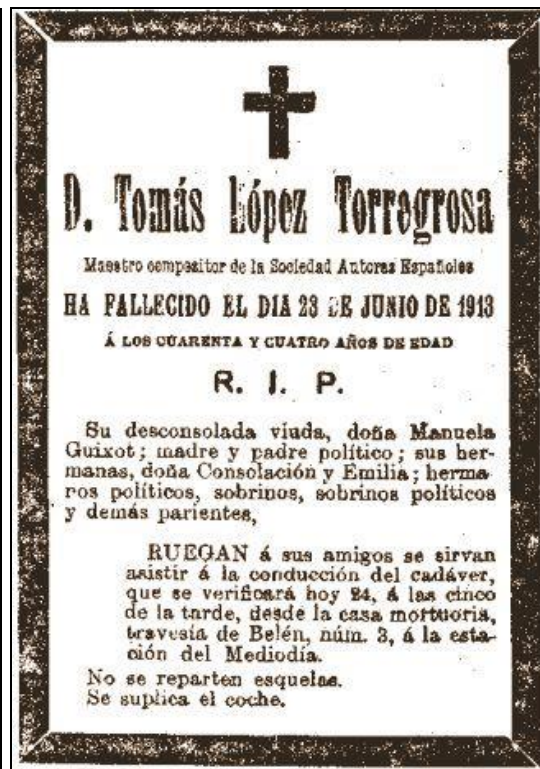 D. Tomás López Torregrosa
Maestro compositor de la Sociedad Autores Españoles
HA FALLECIDO EL DIA 23 DE JUNIO DE 1913
Á LOS CUARENTA Y CUATRO AÑOS DE EDAD
R. I. P.
Su desconsolada viuda, doña Manuela
Guixot; madre y padre político; sus her-
manas, doña Consolación y Emilia; herma
ros políticos, sobrinos, sobrinos políticos
y demás parientes,
RUEGAN á sus amigos se sirvan
asistir á la conducción del cadáver,
que se verificará hoy 24, á las cinco
de la tarde, desde la casa mortuoria,
travesía de Belén, núm. 3, á la esta-
ción del Mediodía.
No se reparten esquelas.
Se suplica el coche.